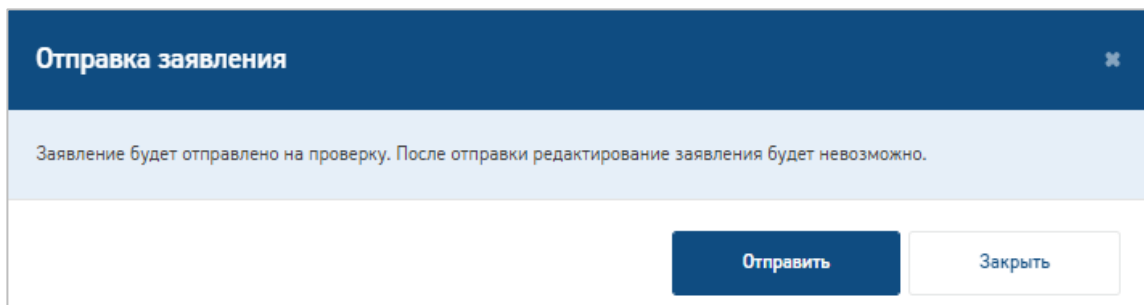 Отправка заявления
Заявление будет отправлено на проверку. После отправки редактирование заявления будет невозможно.
Отправить
Закрыть